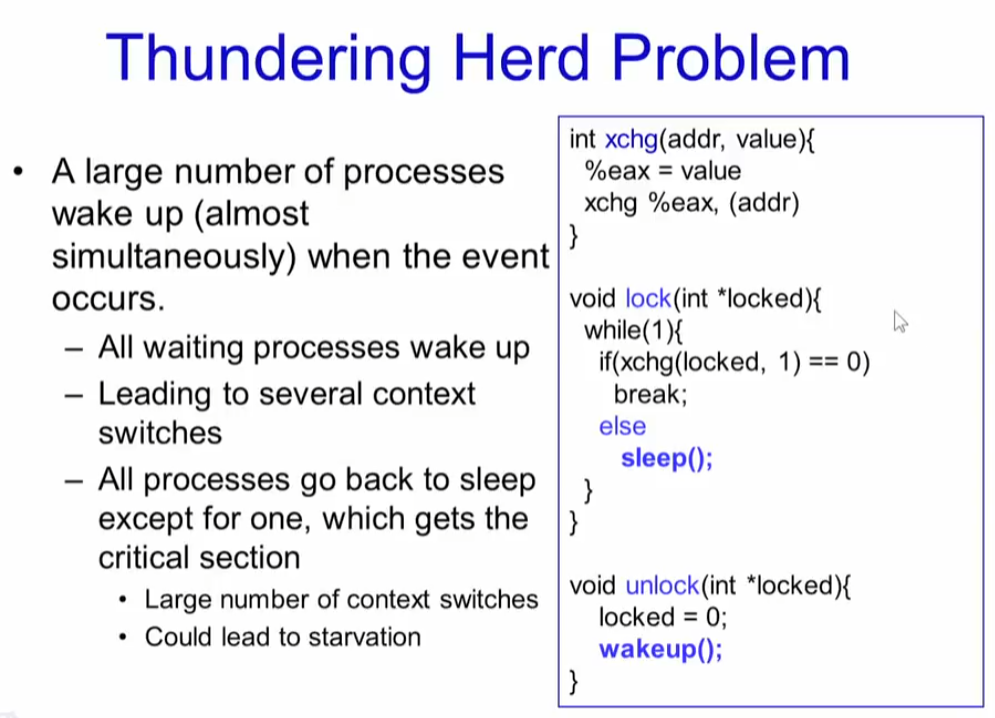 Thundering Herd Problem
• A large number of processes
wake up (almost
simultaneously) when the event
occurs.
– All waiting processes wake up
– Leading to several context
switches
– All processes go back to sleep
except for one, which gets the
critical section
• Large number of context switches
• Could lead to starvation
int xchg(addr, value){
%eax = value
xchg %eax, (addr)
}
void lock(int *locked){
while(1){
if(xchg(locked, 1) == 0)
break;
else
sleep();
}
}
void unlock(int *locked){
locked = 0;
wakeup();
}